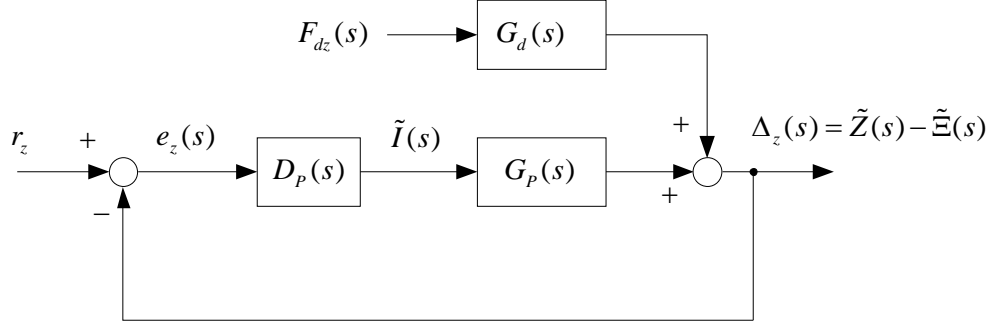 F_{dz}(s)
G_d(s)
r_z
+
e_z(s)
D_P(s)
Ĩ(s)
G_P(s)
+
+
Δ_z(s) = Z̃(s) − Ξ̃(s)
−